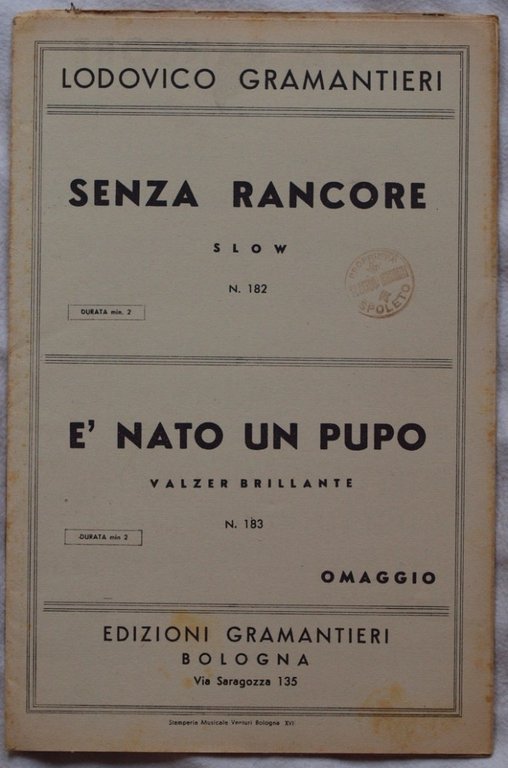 LODOVICO GRAMANTIERI
SENZA RANCORE
SLOW
N. 182
PROPRIETÀ
SPOLETO
DURATA min. 2
E' NATO UN PUPO
VALZER BRILLANTE
N. 183
DURATA min 2
OMAGGIO
EDIZIONI GRAMANTIERI
BOLOGNA
Via Saragozza 135
Stamperia Musicale Venturi Bologna XVI